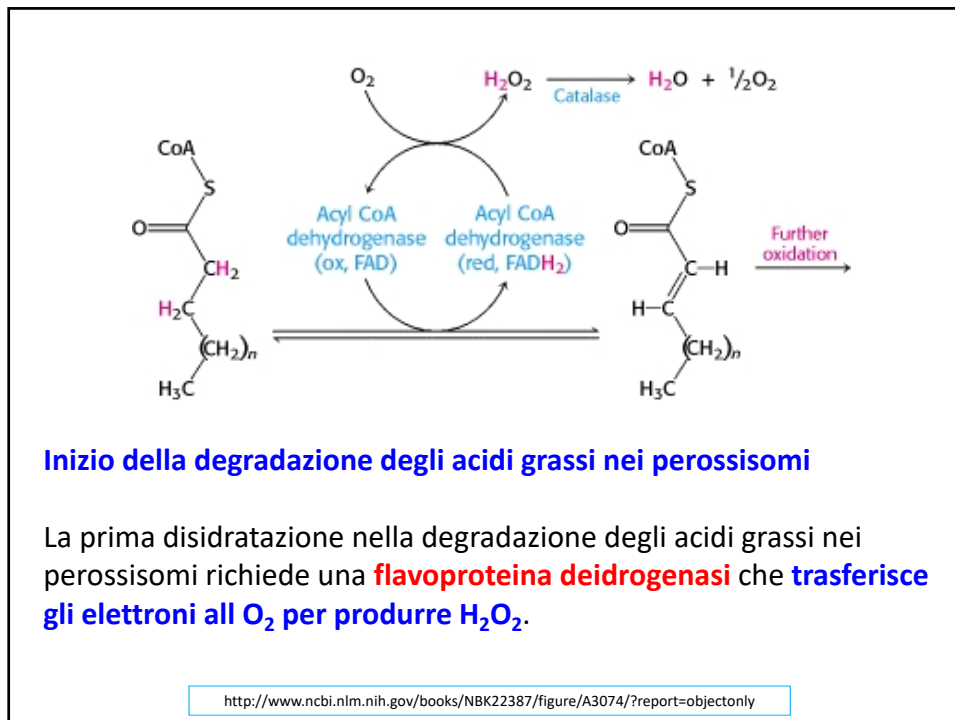 O₂ H₂O₂ H₂O + ½O₂
Catalase
CoA CoA
S S
Acyl CoA Acyl CoA
O O
dehydrogenase dehydrogenase Further
(ox, FAD) (red, FADH₂) oxidation
CH₂ C–H
H₂C H–C
(CH₂)n (CH₂)n
H₃C H₃C
Inizio della degradazione degli acidi grassi nei perossisomi
La prima disidratazione nella degradazione degli acidi grassi nei
perossisomi richiede una flavoproteina deidrogenasi che trasferisce
gli elettroni all O₂ per produrre H₂O₂.
http://www.ncbi.nlm.nih.gov/books/NBK22387/figure/A3074/?report=objectonly